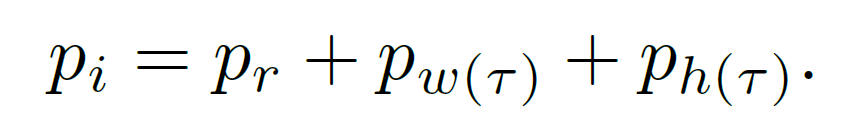 p_i = p_r + p_{w(τ)} + p_{h(τ)}.